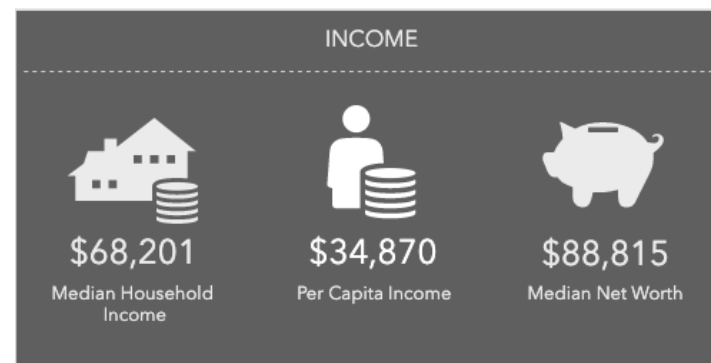 INCOME
$68,201
Median Household
Income
$34,870
Per Capita Income
$88,815
Median Net Worth